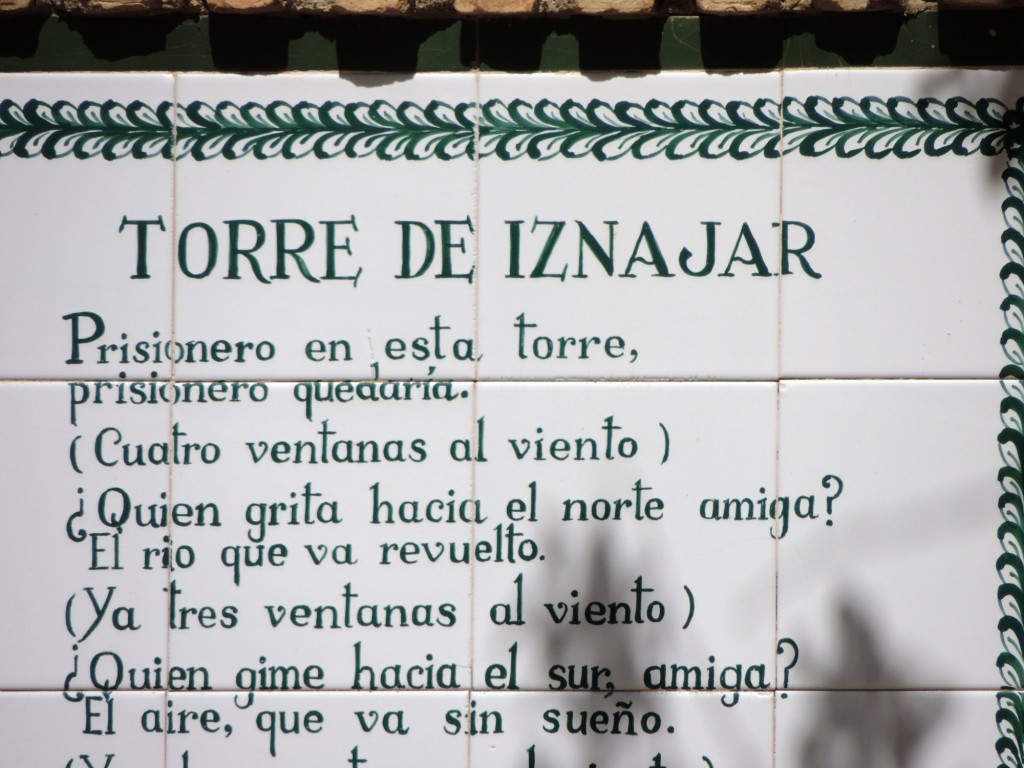 TORRE DE IZNAJAR
Prisionero en esta torre,
prisionero quedaría.
(Cuatro ventanas al viento)
¿Quien grita hacia el norte amiga?
El rio que va revuelto.
(Ya tres ventanas al viento)
¿Quien gime hacia el sur, amiga?
El aire, que va sin sueño.